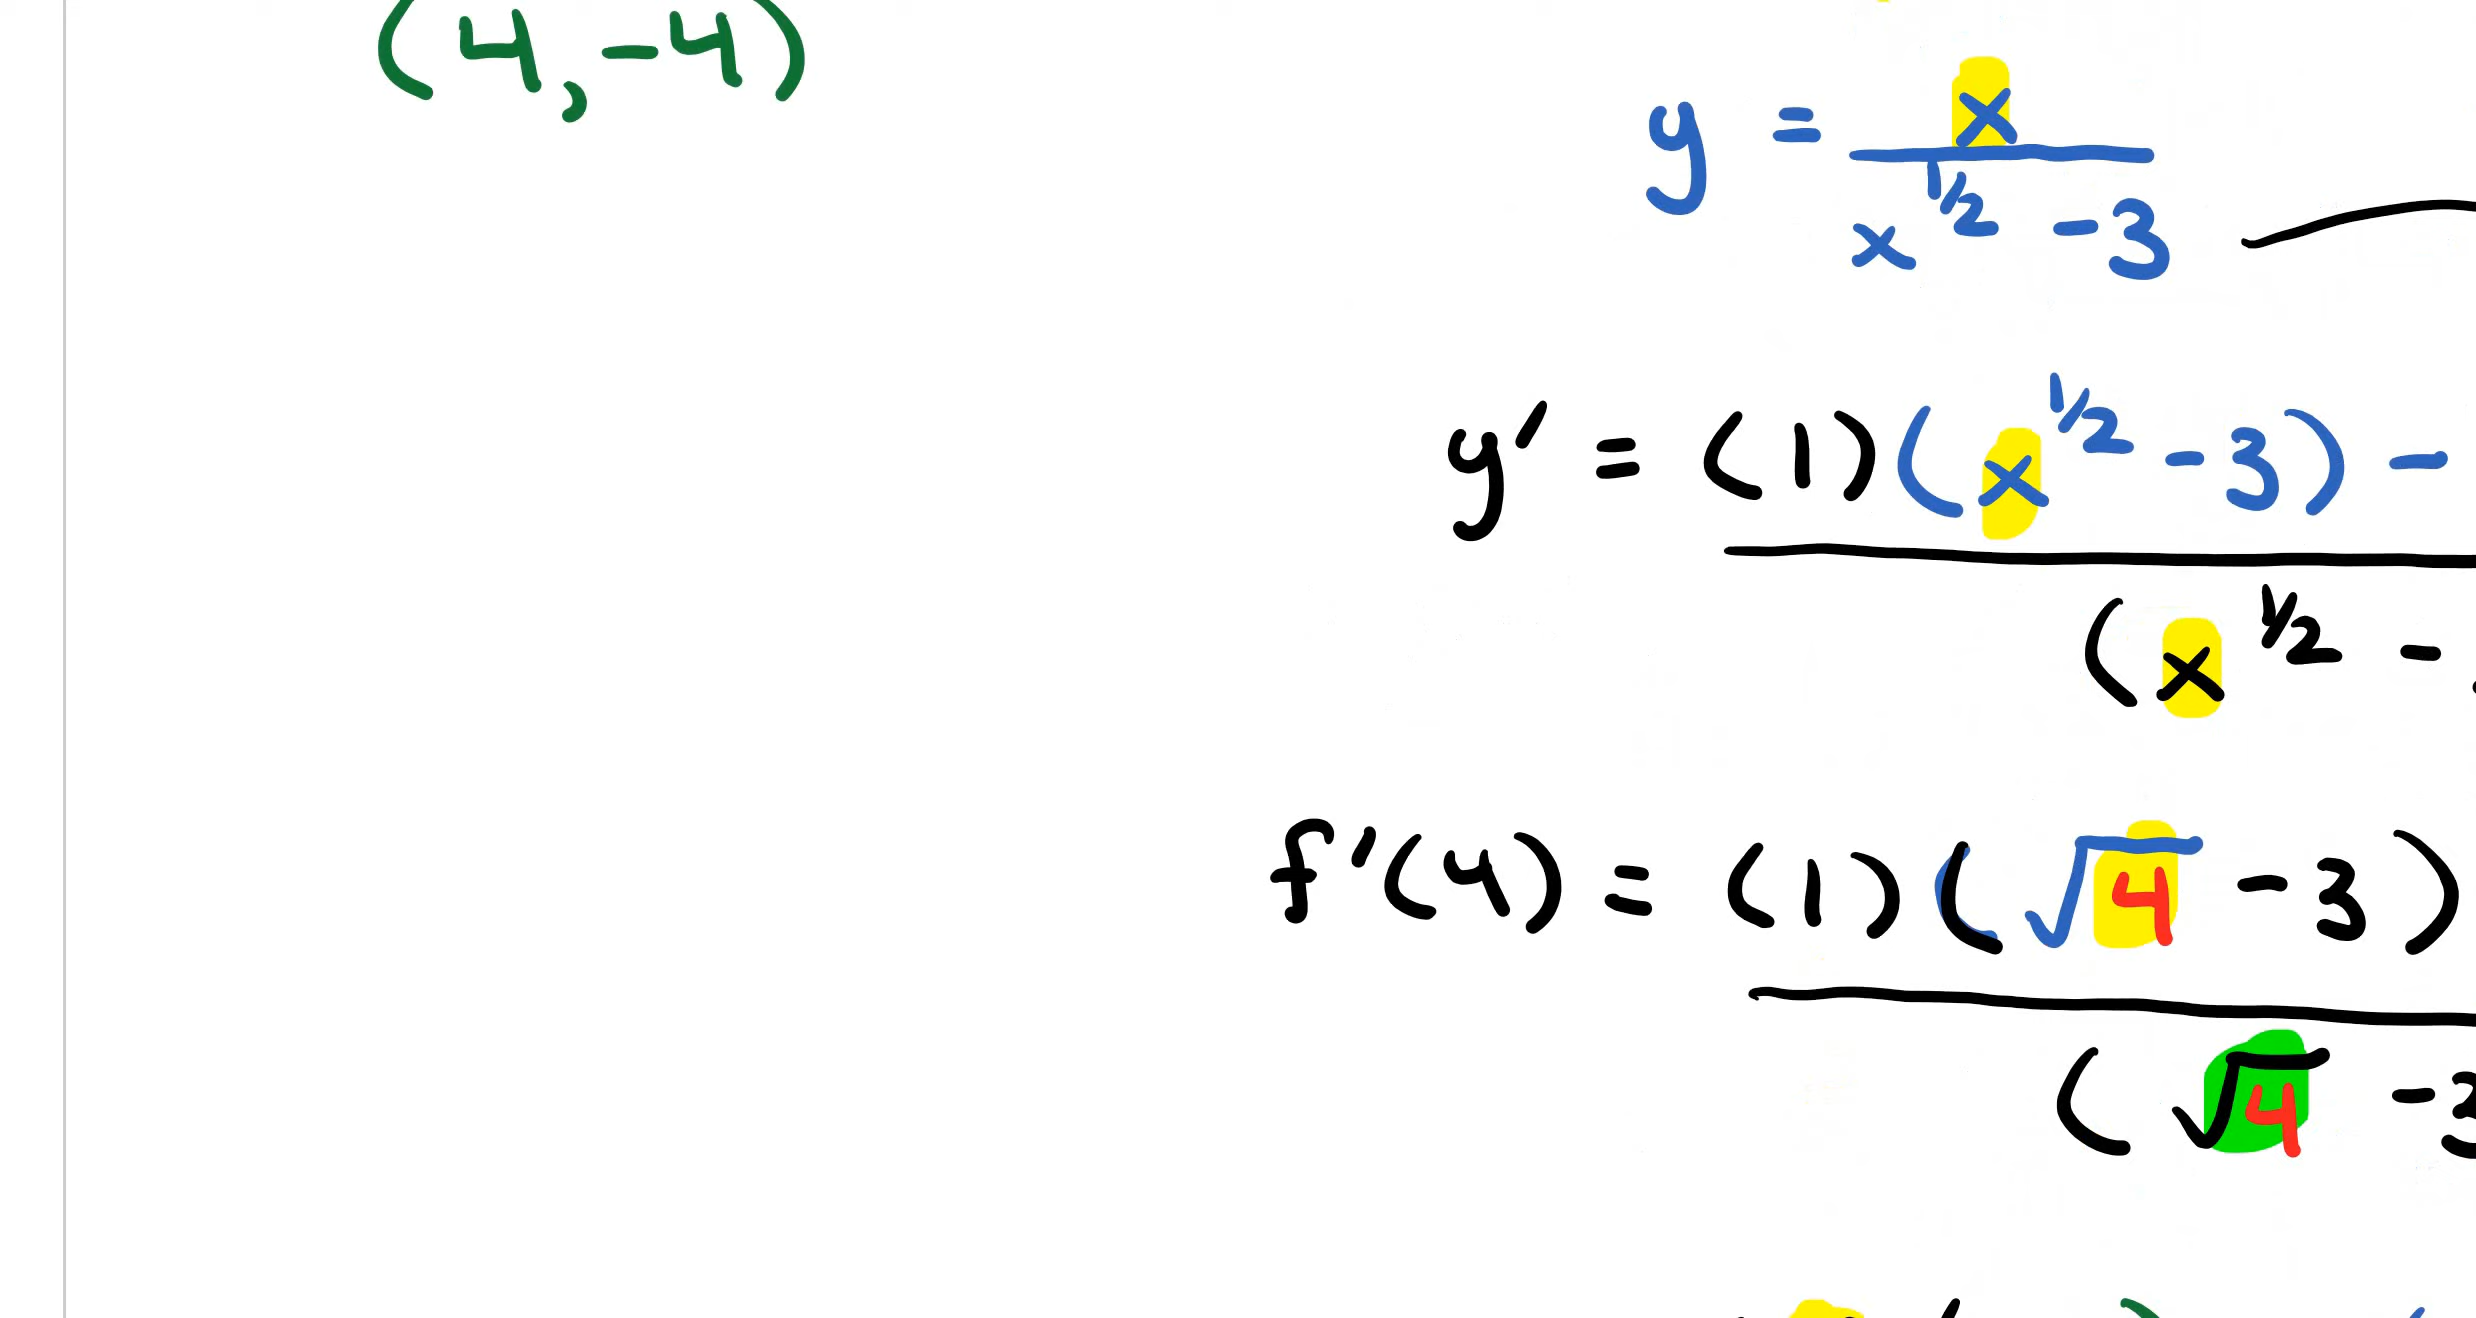 (4,-4)
y = x / (x^1/2 - 3)
y' = (1)(x^1/2 - 3) -
(x^1/2 -
f'(4) = (1)(√4 - 3)
(√4 - 3